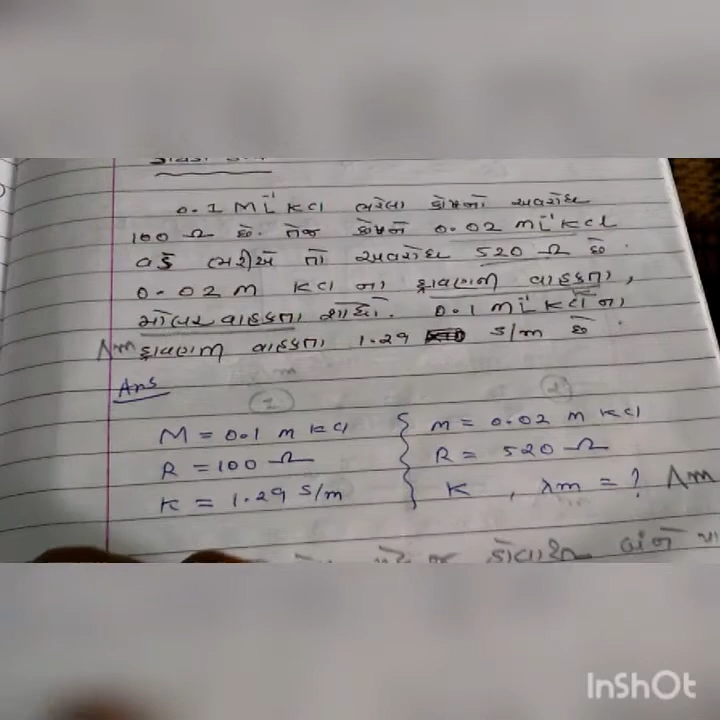 0.1 M L⁻¹ KCl ભરેલા કોષનો અવરોધ
100 Ω છે. તેજ કોષને 0.02 mL⁻¹ KCl
વડે ભરીએ તો અવરોધ 520 Ω છે.
0.02 M KCl ના દ્રાવણની વાહકતા,
મોલર વાહકતા શોધો. 0.1 mL⁻¹ KCl ના
Λm દ્રાવણની વાહકતા 1.29 S/m છે.
Ans
1 2
M = 0.1 m KCl m = 0.02 m KCl
R = 100 Ω R = 520 Ω
K = 1.29 S/m K , λm = ? Λm
InShOt